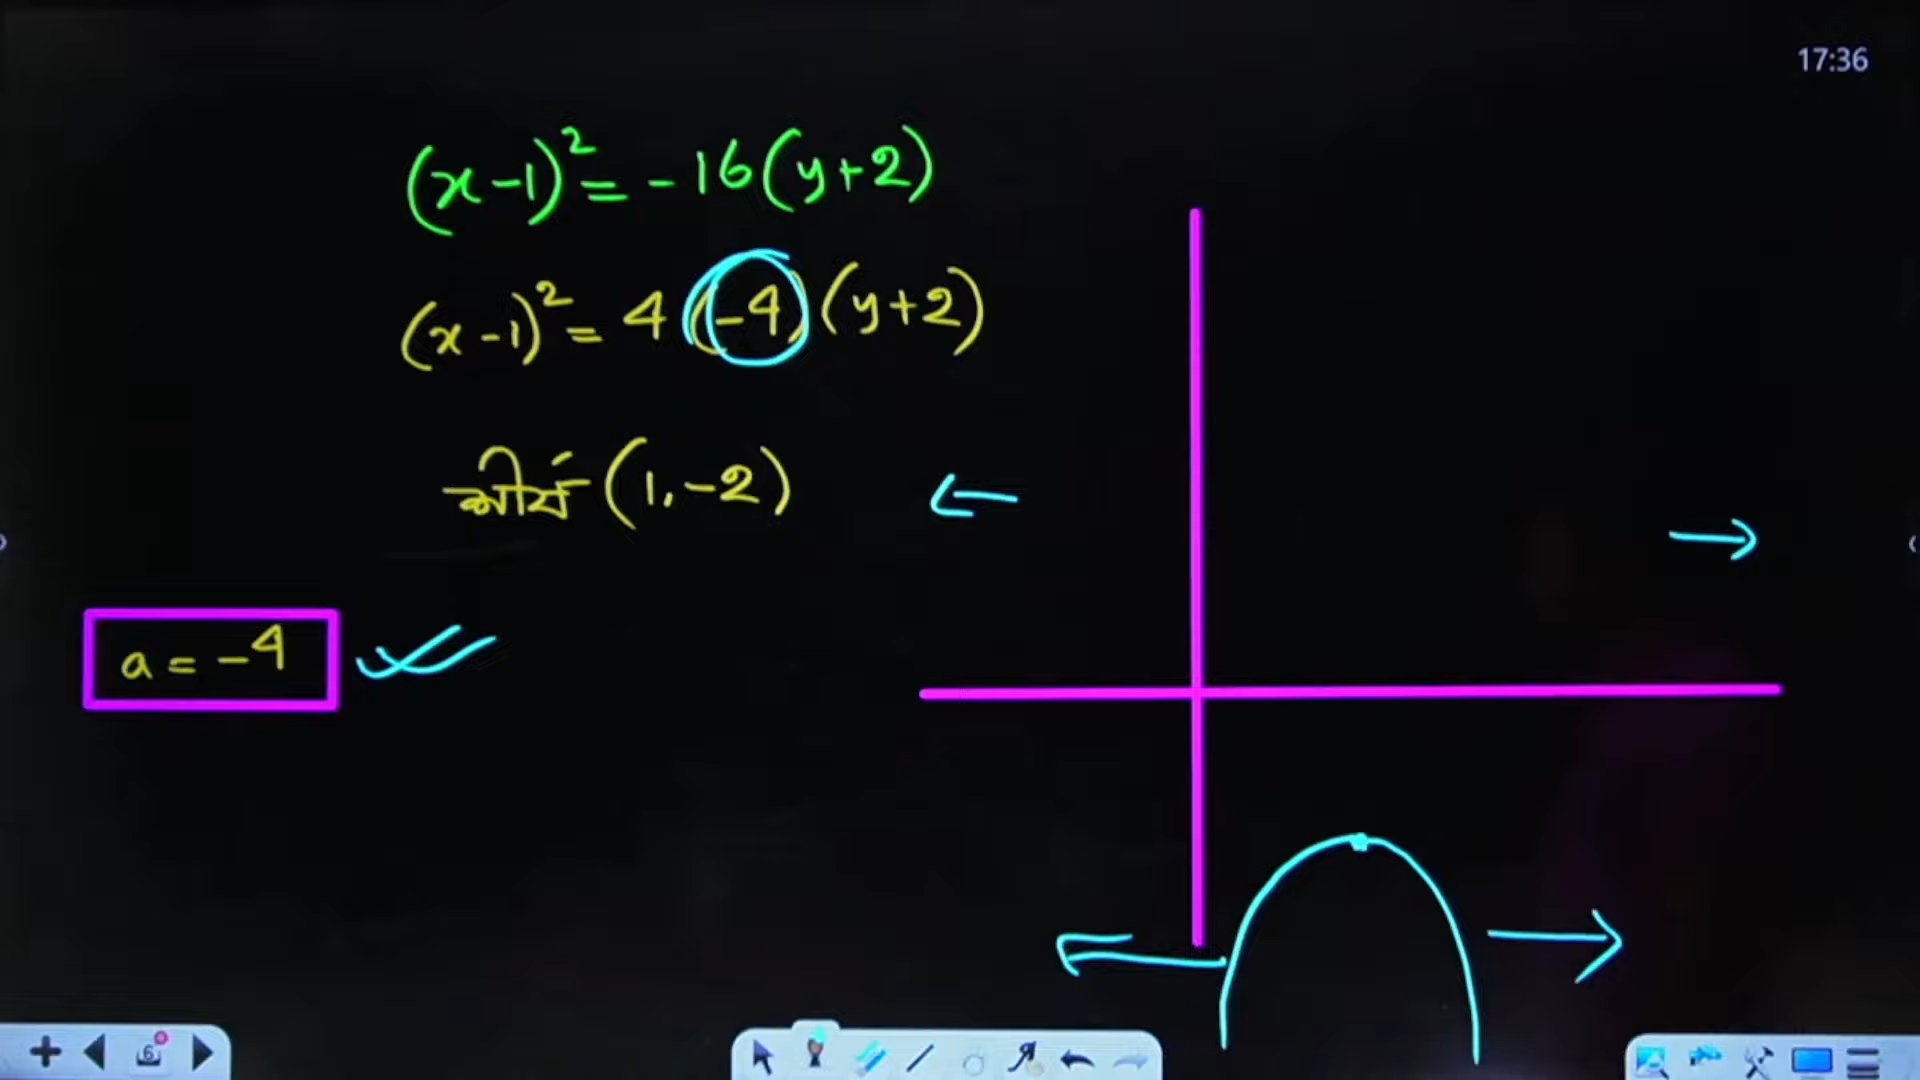 17:36
(x-1)² = -16(y+2)
(x-1)² = 4(-4)(y+2)
শীর্ষ (1, -2)
a = -4